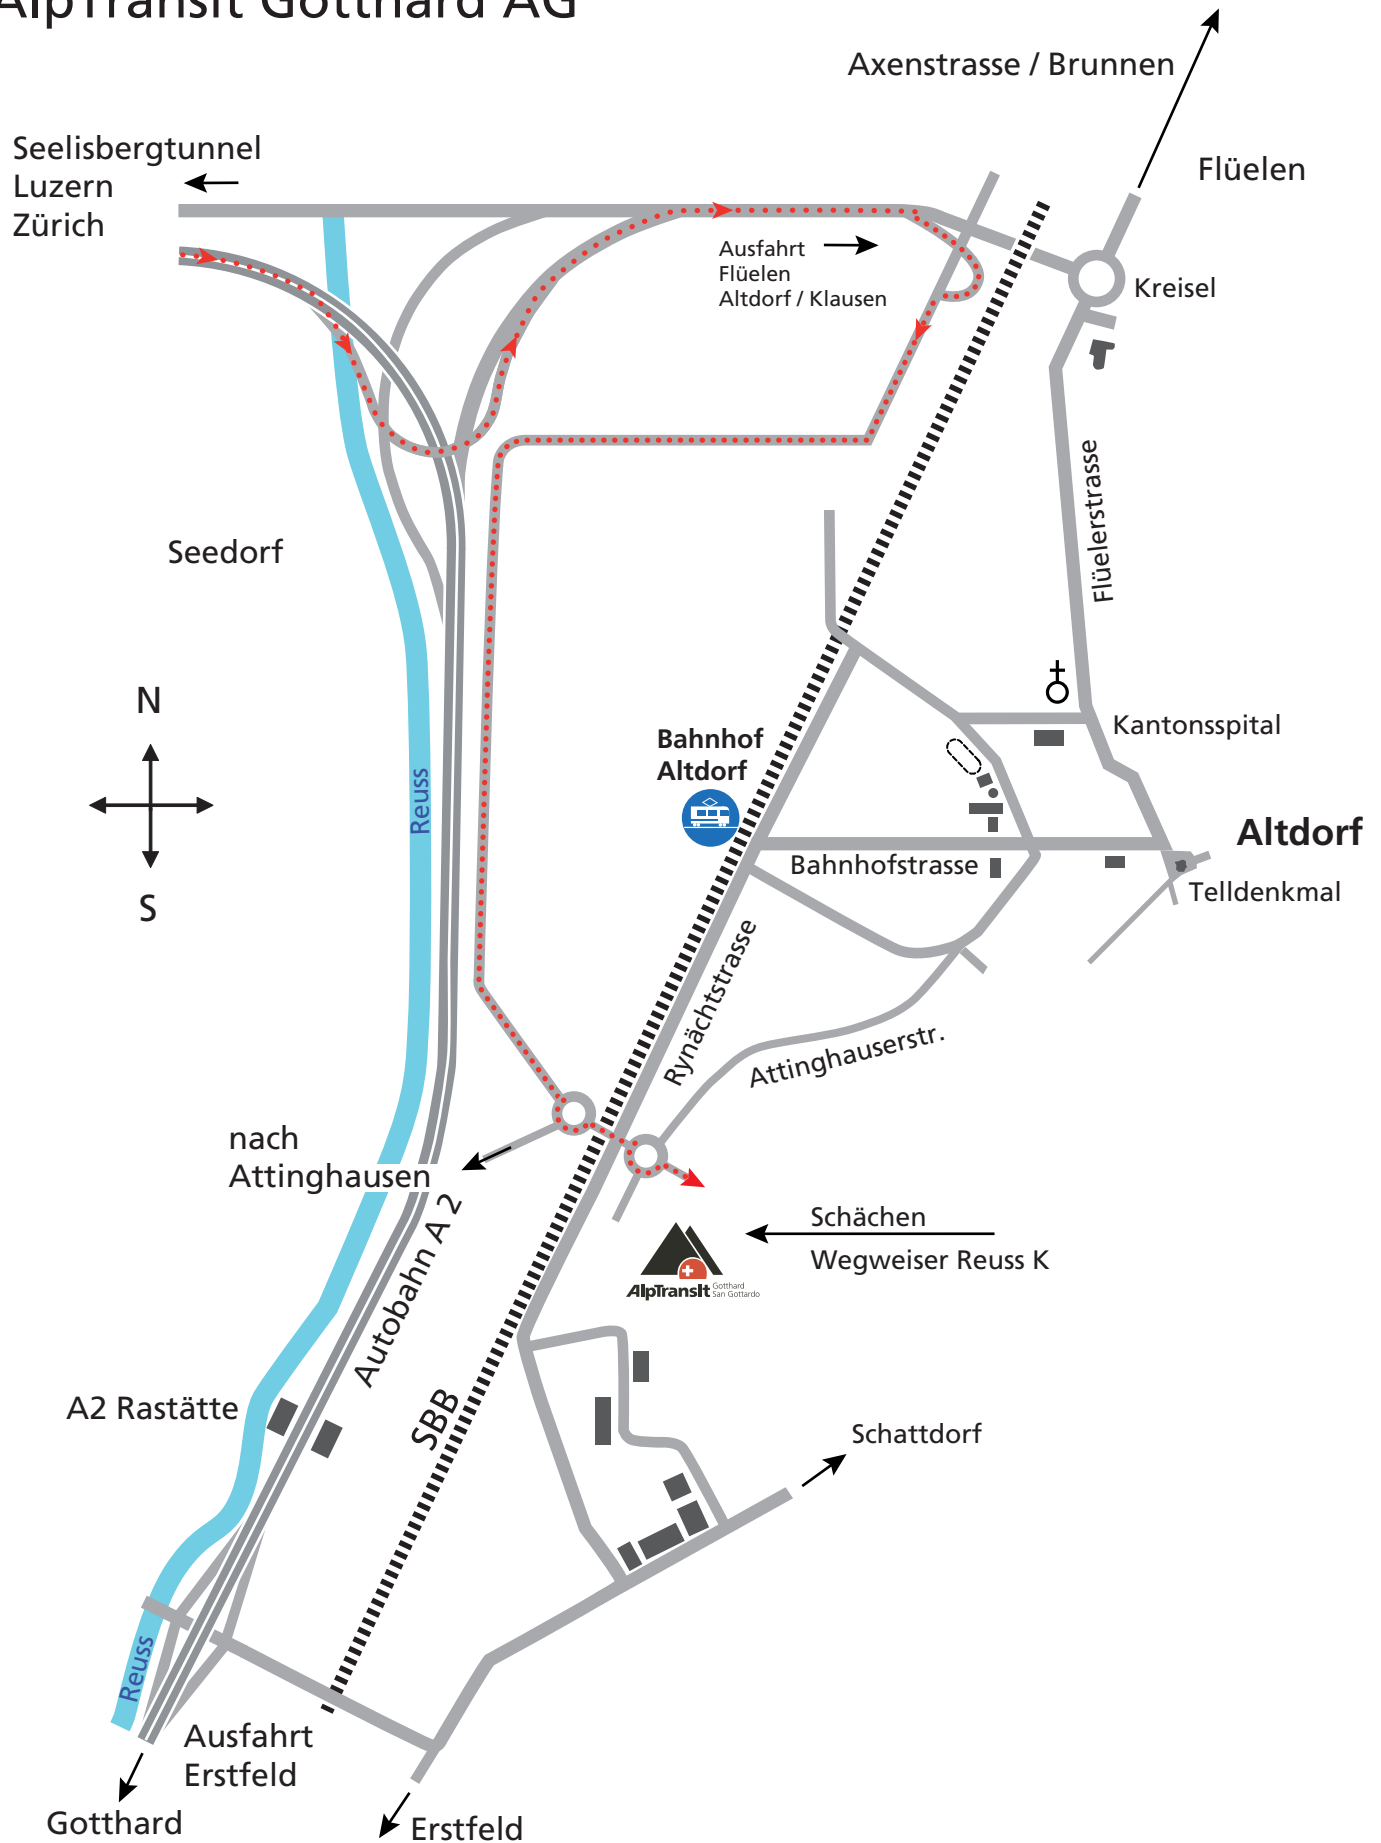 AlpTransit Gotthard AG
Axenstrasse / Brunnen
Seelisbergtunnel
Luzern
Zürich
Flüelen
Ausfahrt
Flüelen
Altdorf / Klausen
Kreisel
Flüelerstrasse
Seedorf
N
S
Reuss
Bahnhof
Altdorf
Kantonsspital
Altdorf
Bahnhofstrasse
Telldenkmal
Rynächtstrasse
Attinghauserstr.
nach
Attinghausen
Autobahn A 2
Schächen
Wegweiser Reuss K
AlpTransit Gotthard
San Gottardo
A2 Rastätte
SBB
Schattdorf
Reuss
Ausfahrt
Erstfeld
Gotthard
Erstfeld